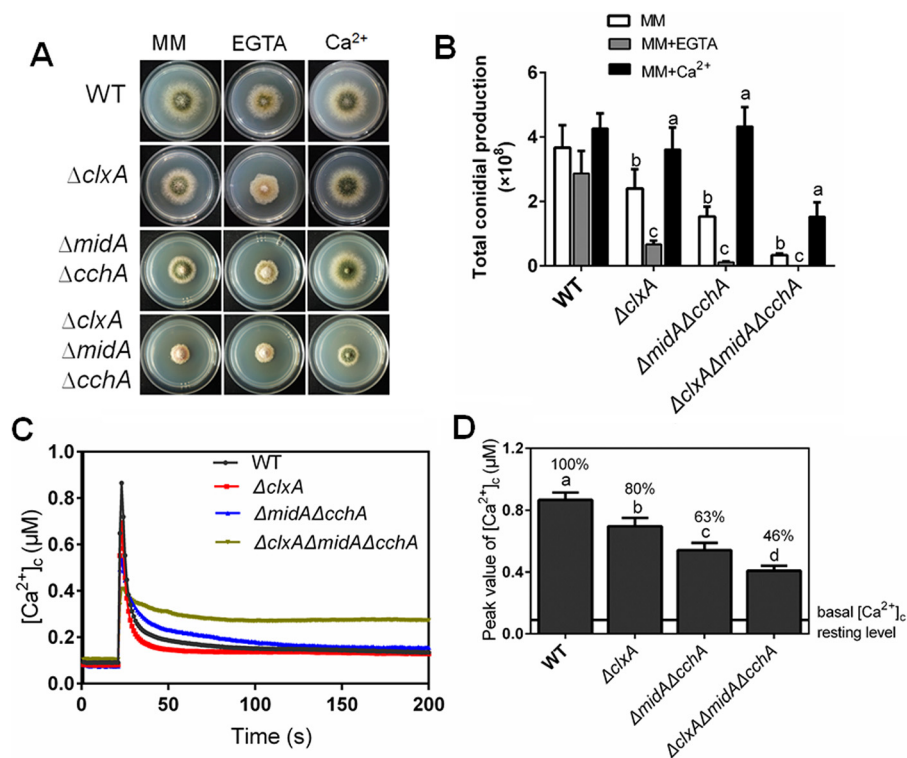 A
MM
EGTA
Ca²⁺
WT
ΔclxA
ΔmidA
ΔcchA
ΔclxA
ΔmidA
ΔcchA
B
MM
MM+EGTA
MM+Ca²⁺
Total conidial production
(×10⁸)
6
4
2
0
b
c
a
b
c
a
b
c
a
WT
ΔclxA
ΔmidAΔcchA
ΔclxAΔmidAΔcchA
C
[Ca²⁺]c (μM)
1.0
0.8
0.6
0.4
0.2
0.0
WT
ΔclxA
ΔmidAΔcchA
ΔclxAΔmidAΔcchA
0
50
100
150
200
Time (s)
D
Peak value of [Ca²⁺]c (μM)
1.2
0.8
0.4
0.0
100%
a
80%
b
63%
c
46%
d
basal [Ca²⁺]c
resting level
WT
ΔclxA
ΔmidAΔcchA
ΔclxAΔmidAΔcchA